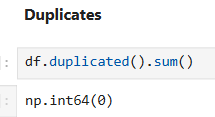 Duplicates
: df.duplicated().sum()
: np.int64(0)